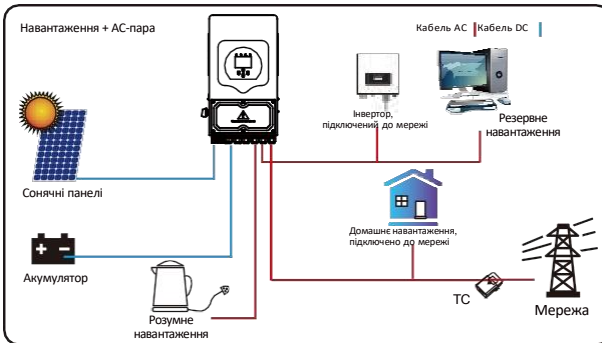 Навантаження + АС-пара
Кабель АС Кабель DC
Інвертор,
підключений до мережі
Резервне
навантаження
Сонячні панелі
Домашнє навантаження,
підключено до мережі
Акумулятор
ТС
Мережа
Розумне
навантаження